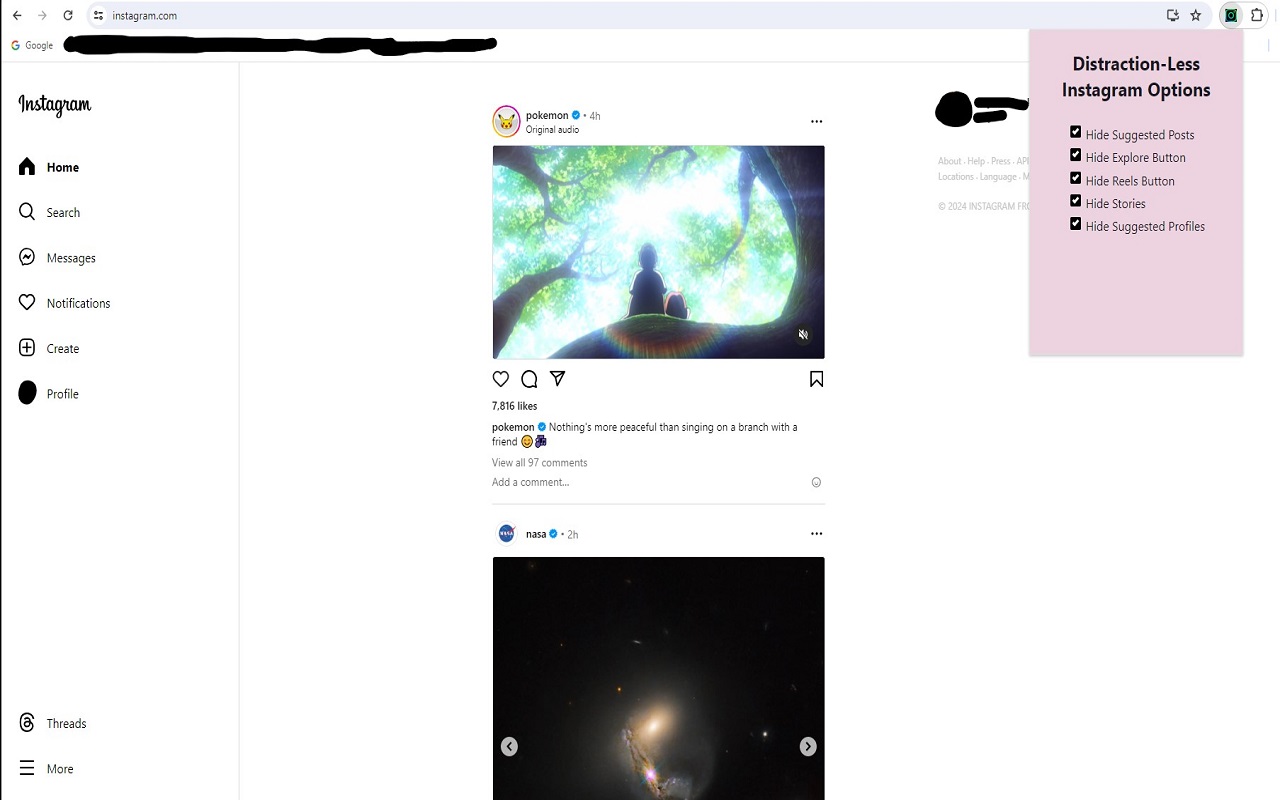 instagram.com
Google
Instagram
Home
Search
Messages
Notifications
Create
Profile
Threads
More
pokemon • 4h
Original audio
7,816 likes
pokemon Nothing's more peaceful than singing on a branch with a
friend
View all 97 comments
Add a comment...
NASA
nasa • 2h
About · Help · Press · API
Locations · Language · M
© 2024 INSTAGRAM FRO
Distraction-Less
Instagram Options
Hide Suggested Posts
Hide Explore Button
Hide Reels Button
Hide Stories
Hide Suggested Profiles